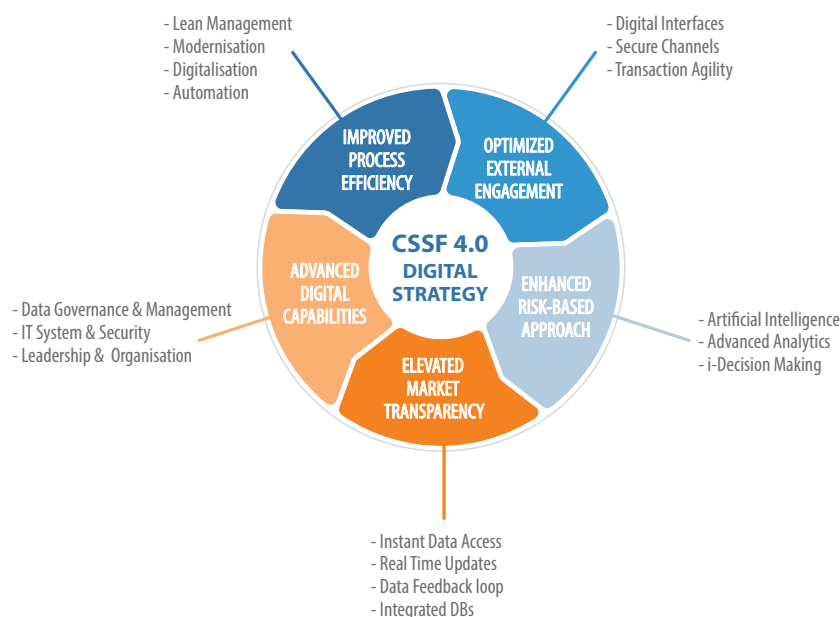 - Lean Management
- Modernisation
- Digitalisation
- Automation
- Digital Interfaces
- Secure Channels
- Transaction Agility
IMPROVED
PROCESS
EFFICIENCY
OPTIMIZED
EXTERNAL
ENGAGEMENT
CSSF 4.0
DIGITAL
STRATEGY
ADVANCED
DIGITAL
CAPABILITIES
ENHANCED
RISK-BASED
APPROACH
- Data Governance & Management
- IT System & Security
- Leadership & Organisation
- Artificial Intelligence
- Advanced Analytics
- i-Decision Making
ELEVATED
MARKET
TRANSPARENCY
- Instant Data Access
- Real Time Updates
- Data Feedback loop
- Integrated DBs